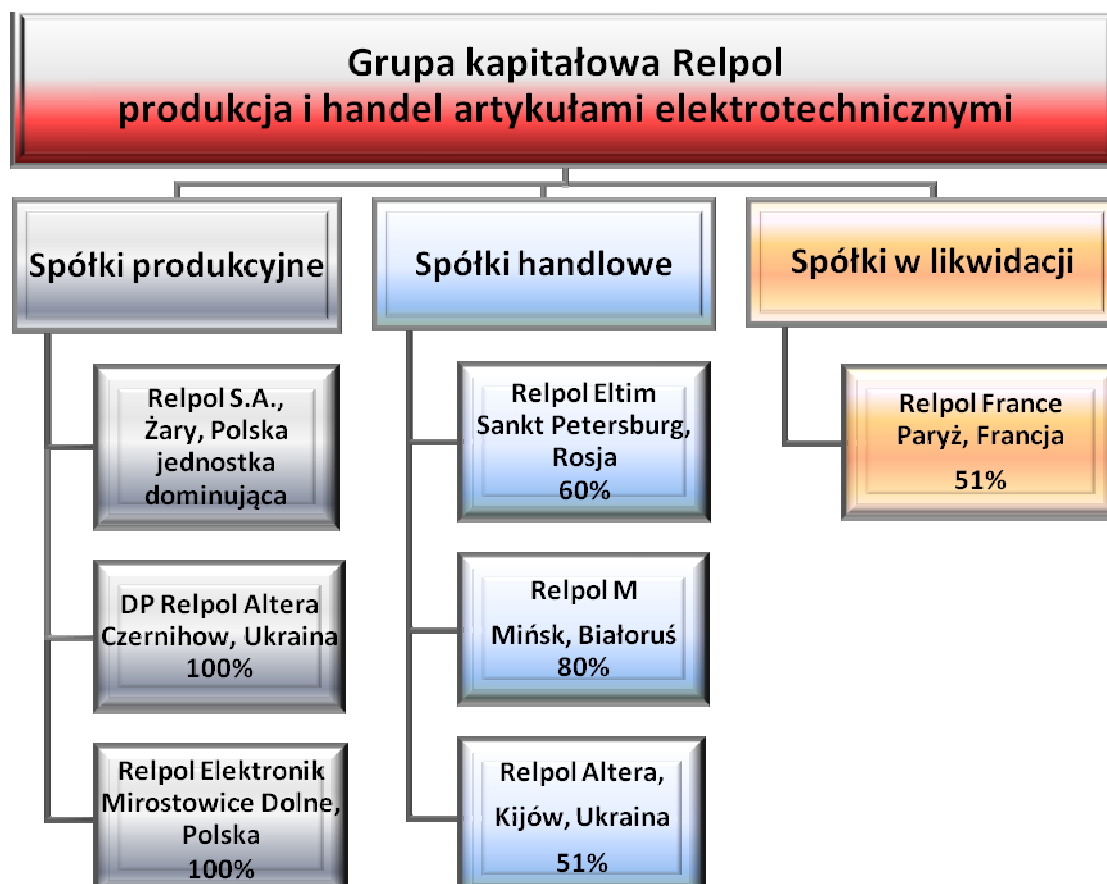 Grupa kapitałowa Relpol
produkcja i handel artykułami elektrotechnicznymi
Spółki produkcyjne
Relpol S.A.,
Żary, Polska
jednostka
dominująca
DP Relpol Altera
Czernihow, Ukraina
100%
Relpol Elektronik
Mirostowice Dolne,
Polska
100%
Spółki handlowe
Relpol Eltim
Sankt Petersburg,
Rosja
60%
Relpol M
Mińsk, Białoruś
80%
Relpol Altera,
Kijów, Ukraina
51%
Spółki w likwidacji
Relpol France
Paryż, Francja
51%